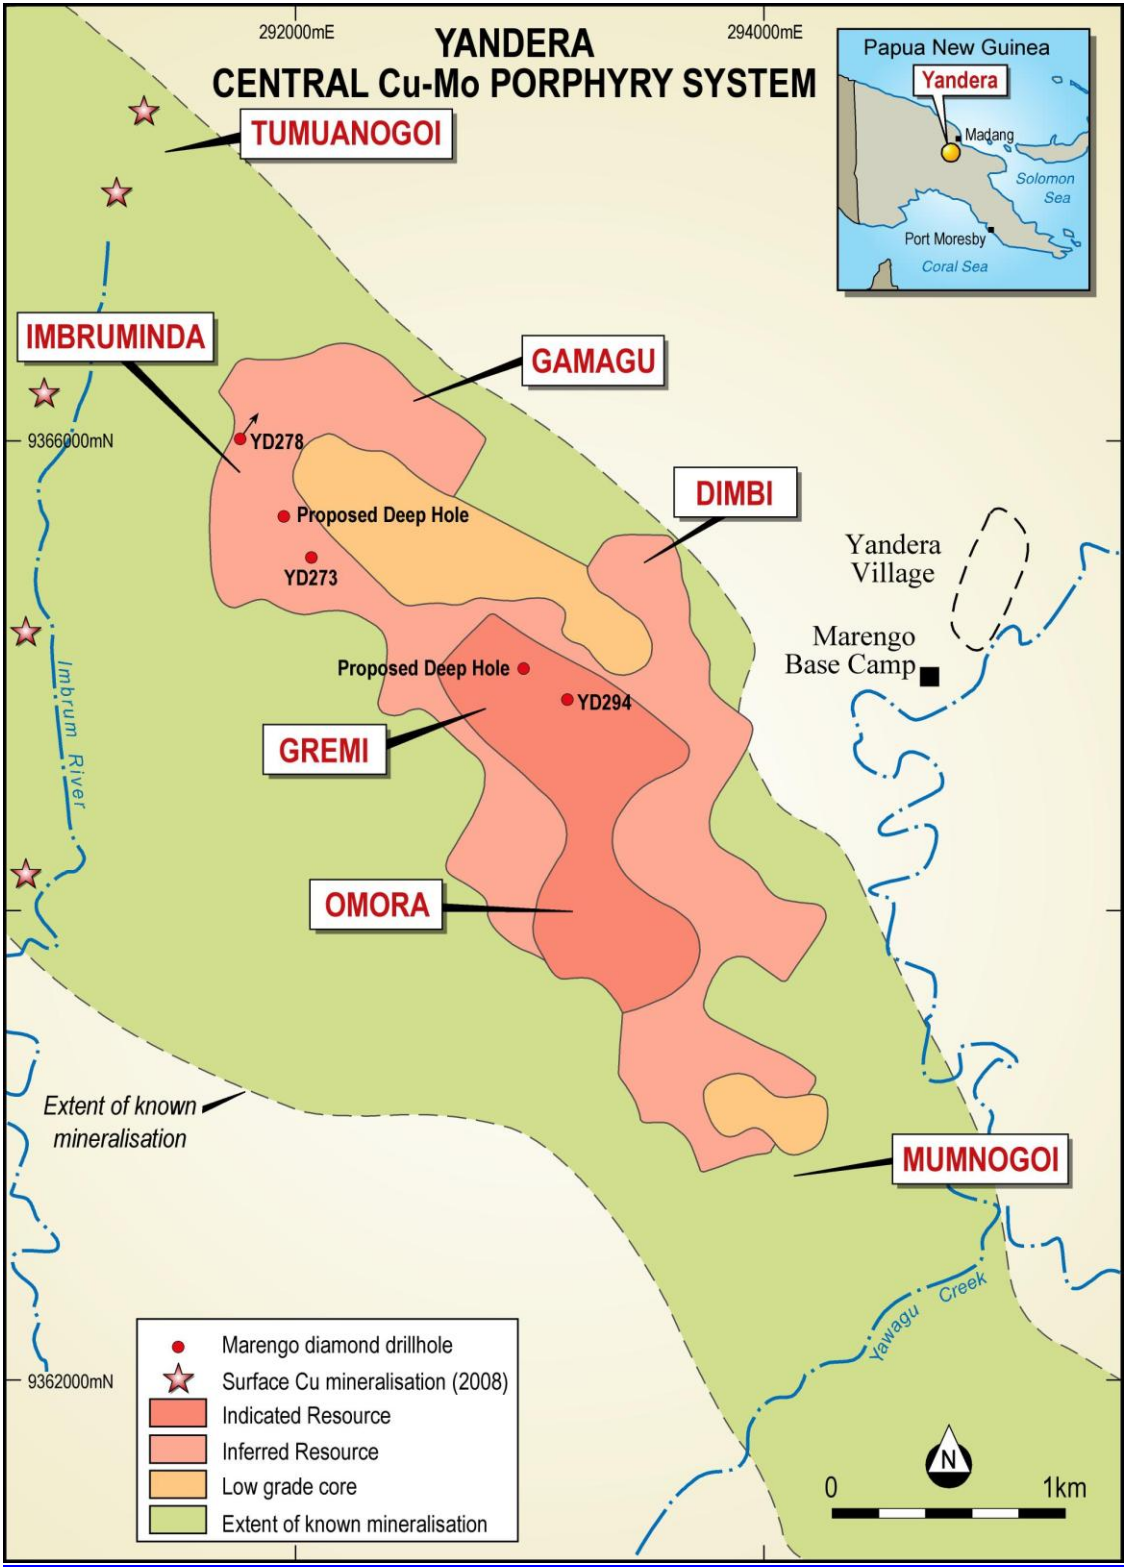 292000mE
294000mE
YANDERA
CENTRAL Cu-Mo PORPHYRY SYSTEM
Papua New Guinea
Yandera
Madang
Solomon
Sea
Port Moresby
Coral Sea
TUMUANOGOI
IMBRUMINDA
GAMAGU
9366000mN
YD278
DIMBI
Proposed Deep Hole
YD273
Yandera
Village
Marengo
Base Camp
Proposed Deep Hole
YD294
Imbrum River
GREMI
OMORA
Extent of known
mineralisation
MUMNOGOI
Yawagu Creek
9362000mN
Marengo diamond drillhole
Surface Cu mineralisation (2008)
Indicated Resource
Inferred Resource
Low grade core
Extent of known mineralisation
N
0 1km